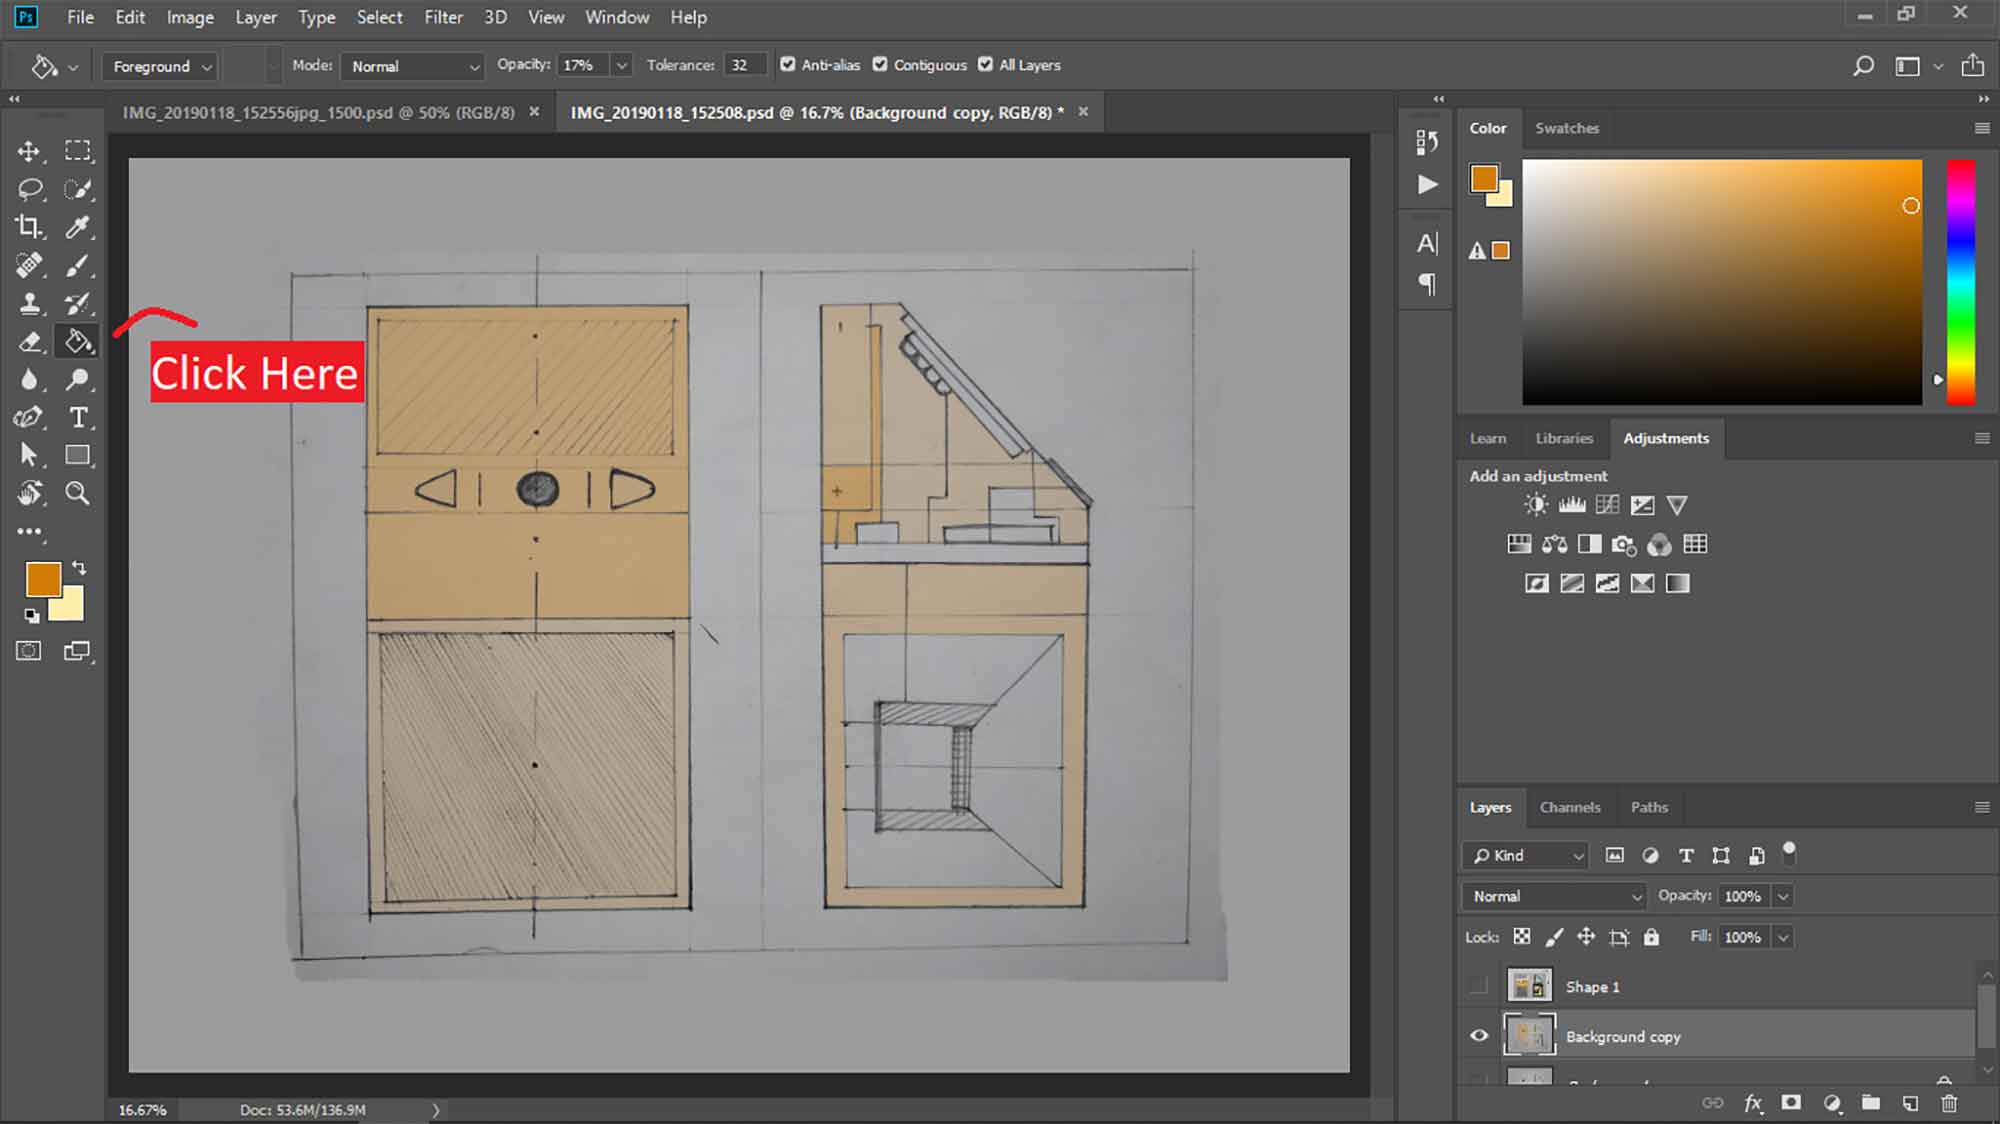 Ps File Edit Image Layer Type Select Filter 3D View Window Help
Foreground Mode: Normal Opacity: 17% Tolerance: 32 Anti-alias Contiguous All Layers
IMG_20190118_152556jpg_1500.psd @ 50% (RGB/8) × IMG_20190118_152508.psd @ 16.7% (Background copy, RGB/8) * ×
Color Swatches
Click Here
Learn Libraries Adjustments
Add an adjustment
Layers Channels Paths
Kind
Normal Opacity: 100%
Lock: Fill: 100%
Shape 1
Background copy
16.67% Doc: 53.6M/136.9M